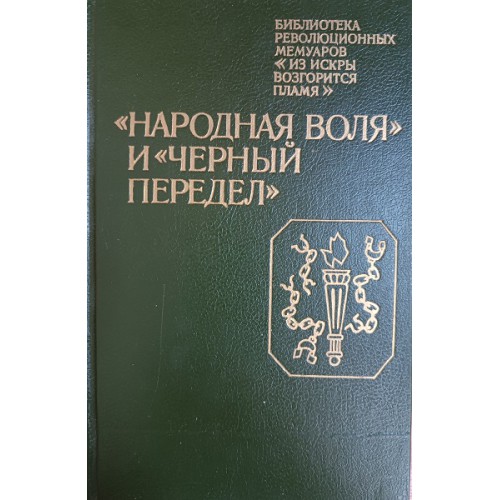 БИБЛИОТЕКА
РЕВОЛЮЦИОННЫХ
МЕМУАРОВ
«ИЗ ИСКРЫ
ВОЗГОРИТСЯ
ПЛАМЯ»
«НАРОДНАЯ ВОЛЯ»
И «ЧЕРНЫЙ
ПЕРЕДЕЛ»